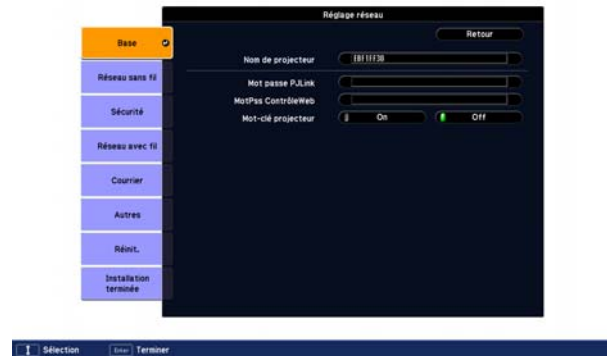 Réglage réseau
Retour
Base
Nom de projecteur
Réseau sans fil
Mot passe PJLink
MotPss ContrôleWeb
Sécurité
Mot-clé projecteur
On
Off
Réseau avec fil
Courrier
Autres
Réinit.
Installation
terminée
Sélection
Enter
Terminer